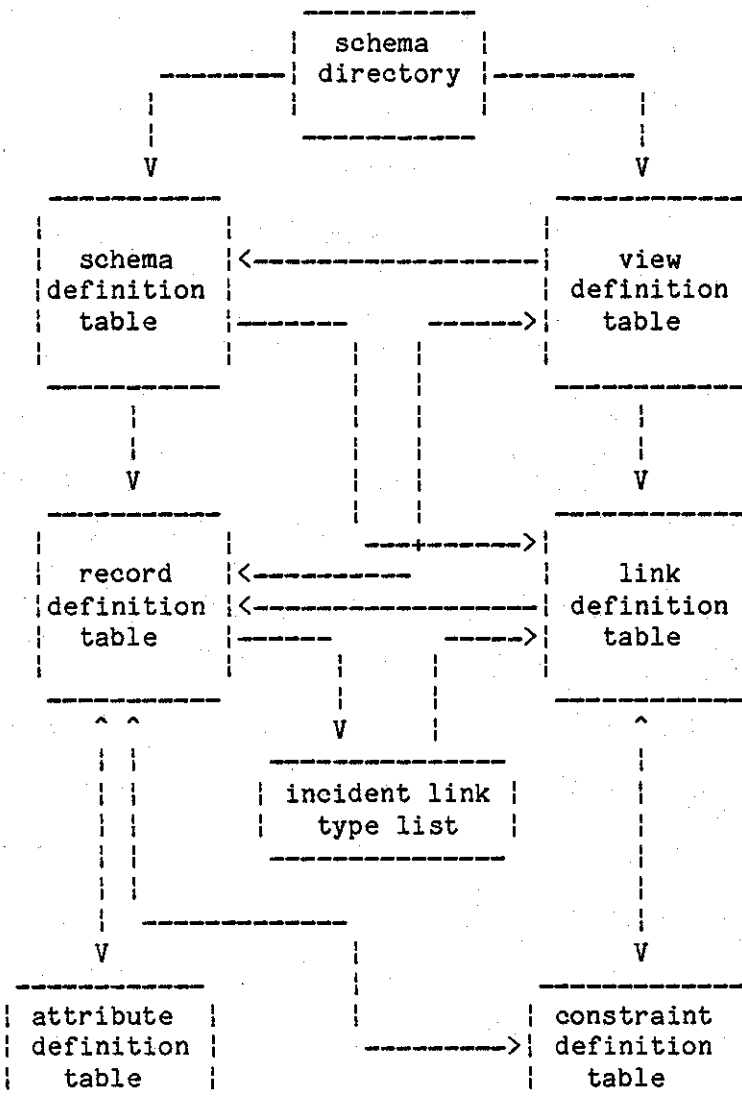 schema
directory
schema
definition
table
view
definition
table
record
definition
table
link
definition
table
incident link
type list
attribute
definition
table
constraint
definition
table